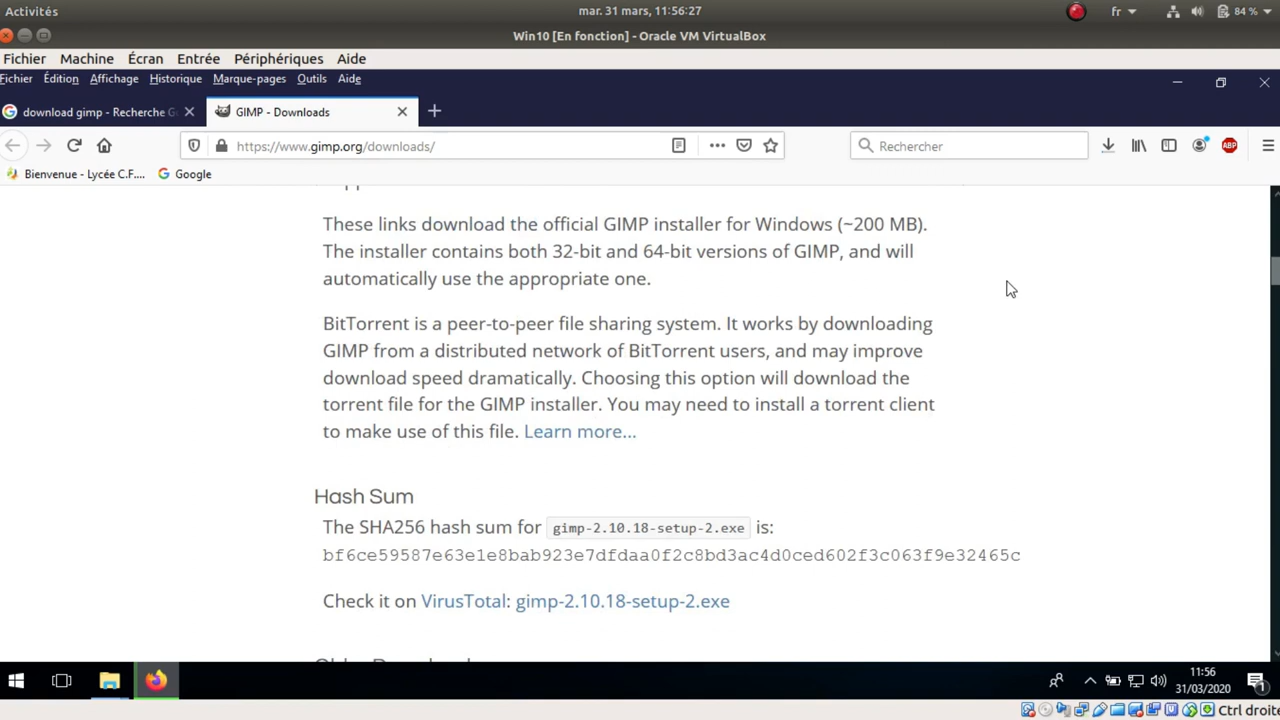 Activités
mar. 31 mars, 11:56:27
fr
84 %
Win10 [En fonction] - Oracle VM VirtualBox
Fichier Machine Écran Entrée Périphériques Aide
Fichier Édition Affichage Historique Marque-pages Outils Aide
download gimp - Recherche G
GIMP - Downloads
https://www.gimp.org/downloads/
Rechercher
ABP
Bienvenue - Lycée C.F....
Google
These links download the official GIMP installer for Windows (~200 MB).
The installer contains both 32-bit and 64-bit versions of GIMP, and will
automatically use the appropriate one.
BitTorrent is a peer-to-peer file sharing system. It works by downloading
GIMP from a distributed network of BitTorrent users, and may improve
download speed dramatically. Choosing this option will download the
torrent file for the GIMP installer. You may need to install a torrent client
to make use of this file. Learn more...
Hash Sum
The SHA256 hash sum for gimp-2.10.18-setup-2.exe is:
bf6ce59587e63e1e8bab923e7dfdaa0f2c8bd3ac4d0ced602f3c063f9e32465c
Check it on VirusTotal: gimp-2.10.18-setup-2.exe
11:56
31/03/2020
1
Ctrl droite